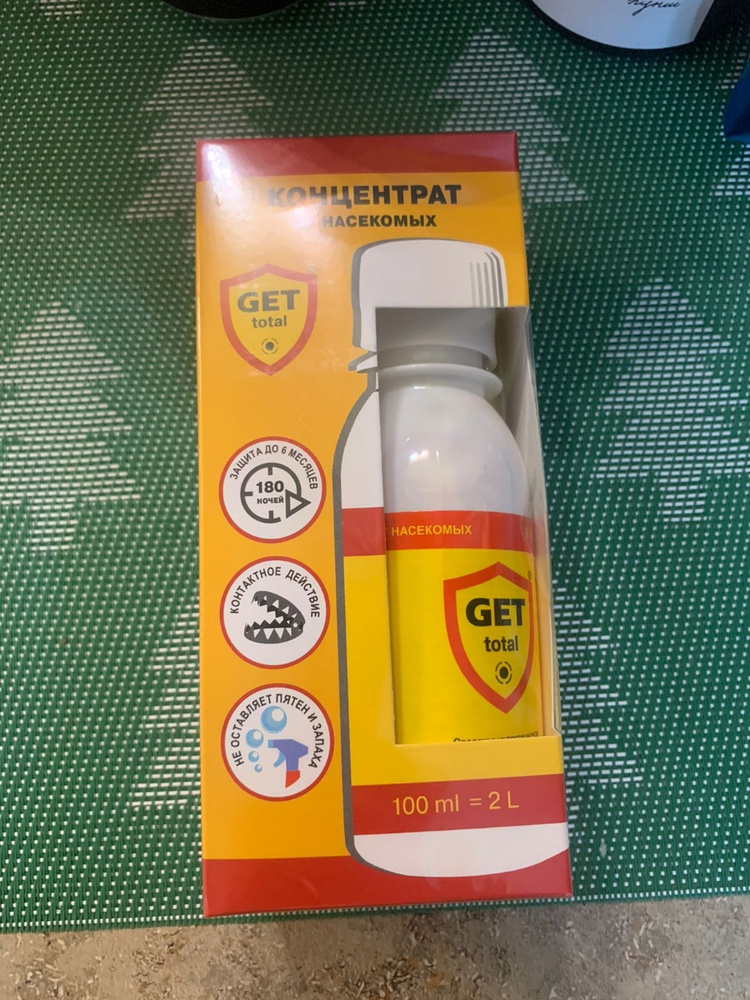 КОНЦЕНТРАТ
НАСЕКОМЫХ
GET
total
ЗАЩИТА ДО 6 МЕСЯЦЕВ
180
НОЧЕЙ
КОНТАКТНОЕ ДЕЙСТВИЕ
НЕ ОСТАВЛЯЕТ ПЯТЕН И ЗАПАХА
НАСЕКОМЫХ
GET
total
100 ml = 2 L